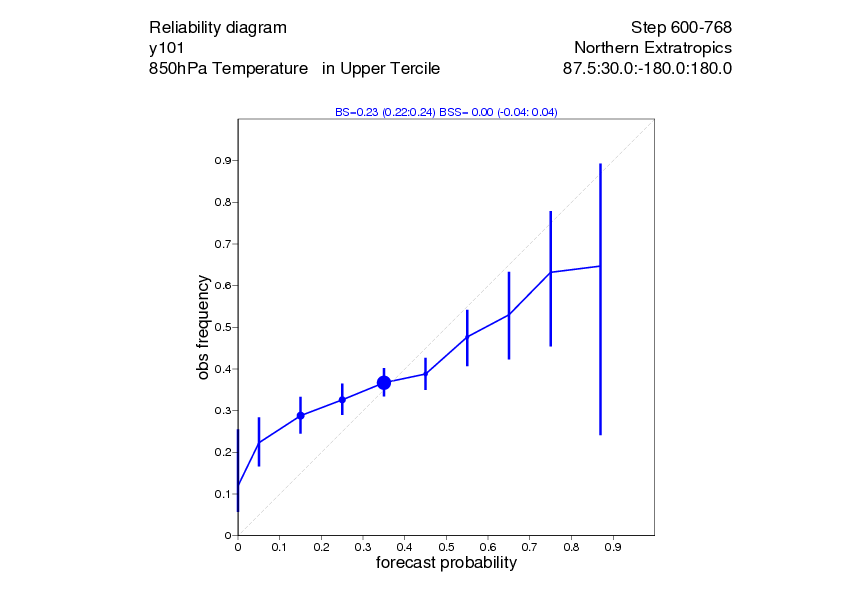 Reliability diagram
Step 600-768
y101
Northern Extratropics
850hPa Temperature in Upper Tercile
87.5:30.0:-180.0:180.0
BS=0.23 (0.22:0.24) BSS= 0.00 (-0.04: 0.04)
0.9
0.8
0.7
0.6
0.5
0.4
0.3
0.2
0.1
0
obs frequency
0 0.1 0.2 0.3 0.4 0.5 0.6 0.7 0.8 0.9
forecast probability